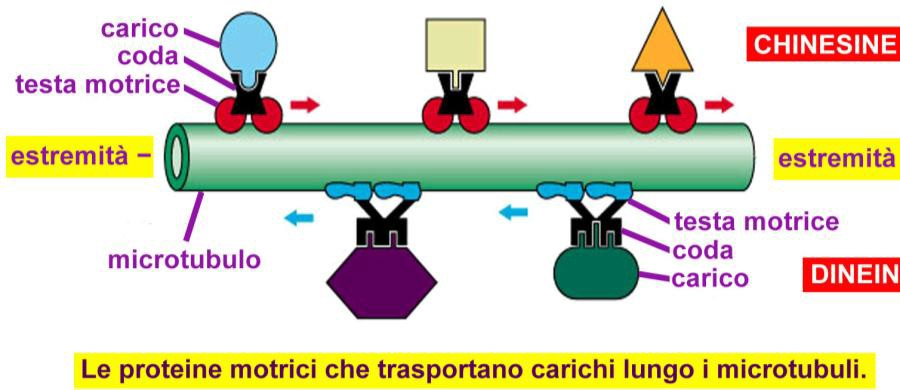 carico
coda
testa motrice
CHINESINE
estremità –
estremità
microtubulo
testa motrice
coda
carico
DINEIN
Le proteine motrici che trasportano carichi lungo i microtubuli.